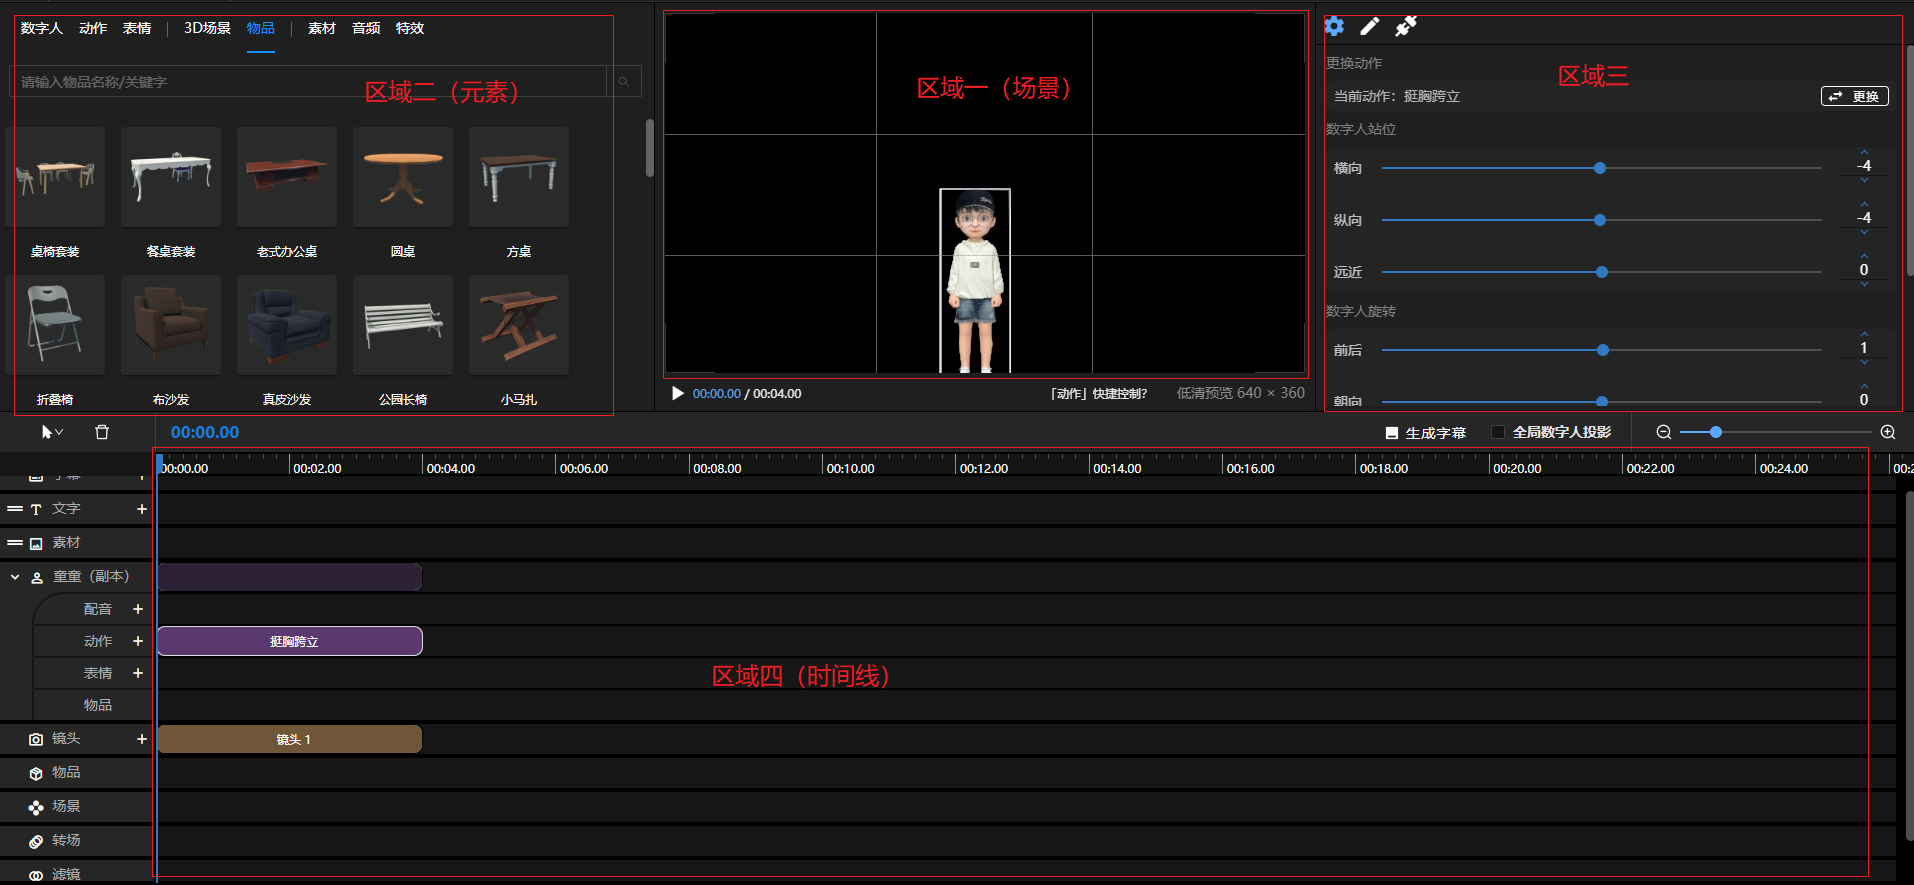 数字人 动作 表情 3D场景 物品 素材 音频 特效
请输入物品名称/关键字
区域二（元素）
桌椅套装 餐桌套装 老式办公桌 圆桌 方桌
折叠椅 布沙发 真皮沙发 公园长椅 小马扎
区域一（场景）
00:00.00 / 00:04.00 「动作」快捷控制? 低清预览 640 × 360
区域三
更换动作
当前动作：挺胸跨立 更换
数字人站位
横向 -4
纵向 -4
远近 0
数字人旋转
前后 1
朝向 0
00:00.00 生成字幕 全局数字人投影
00:00.00 00:02.00 00:04.00 00:06.00 00:08.00 00:10.00 00:12.00 00:14.00 00:16.00 00:18.00 00:20.00 00:22.00 00:24.00 00:2
字幕
文字
素材
童童（副本）
配音
动作 挺胸跨立
表情
区域四（时间线）
物品
镜头 镜头 1
物品
场景
转场
滤镜